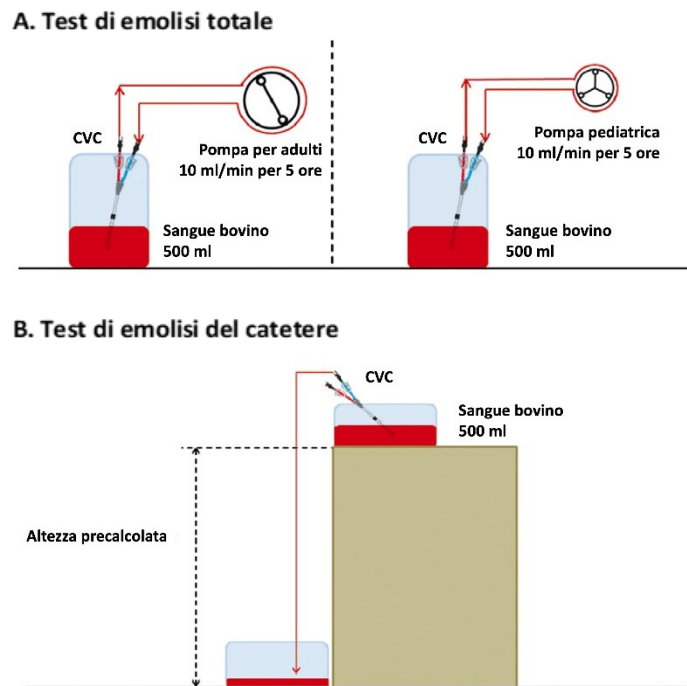 A. Test di emolisi totale
CVC
Pompa per adulti
10 ml/min per 5 ore
Sangue bovino
500 ml
CVC
Pompa pediatrica
10 ml/min per 5 ore
Sangue bovino
500 ml
B. Test di emolisi del catetere
CVC
Sangue bovino
500 ml
Altezza precalcolata